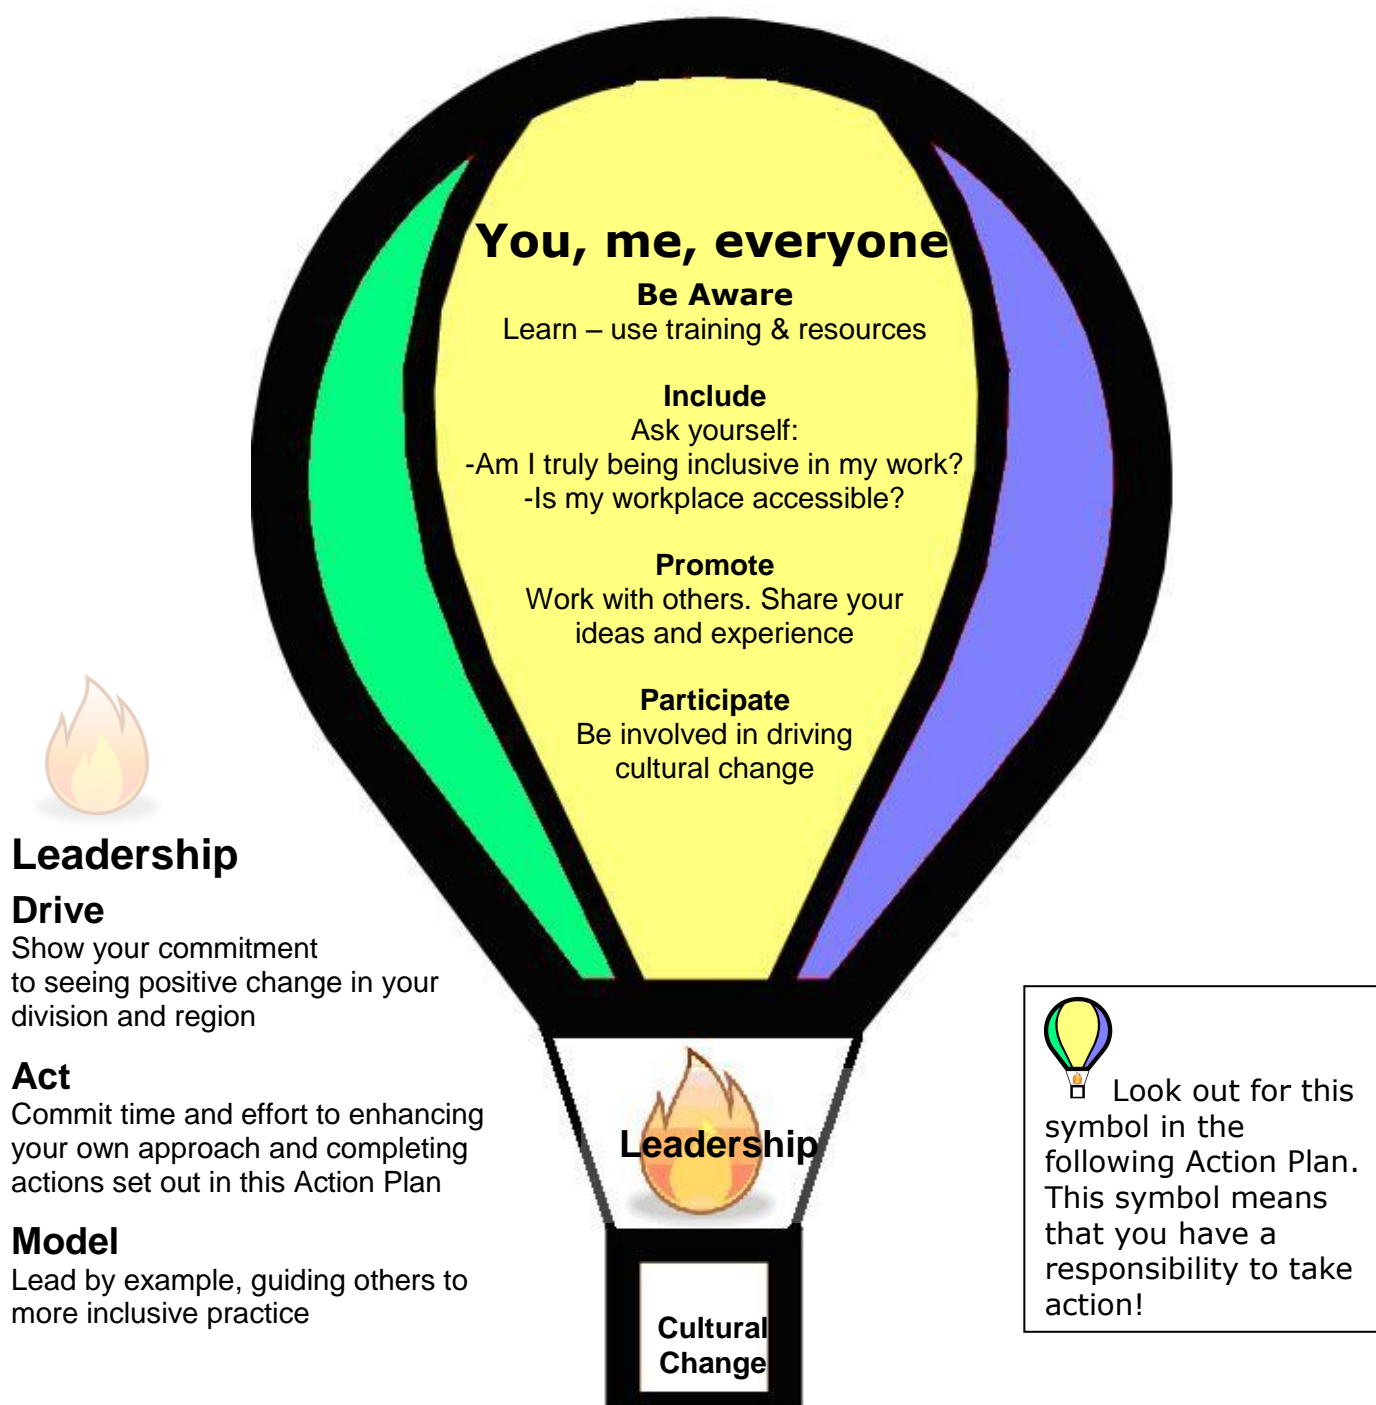 You, me, everyone
Be Aware
Learn – use training & resources
Include
Ask yourself:
-Am I truly being inclusive in my work?
-Is my workplace accessible?
Promote
Work with others. Share your
ideas and experience
Participate
Be involved in driving
cultural change
Leadership
Drive
Show your commitment
to seeing positive change in your
division and region
Act
Commit time and effort to enhancing
your own approach and completing
actions set out in this Action Plan
Model
Lead by example, guiding others to
more inclusive practice
Leadership
Cultural
Change
Look out for this
symbol in the
following Action Plan.
This symbol means
that you have a
responsibility to take
action!